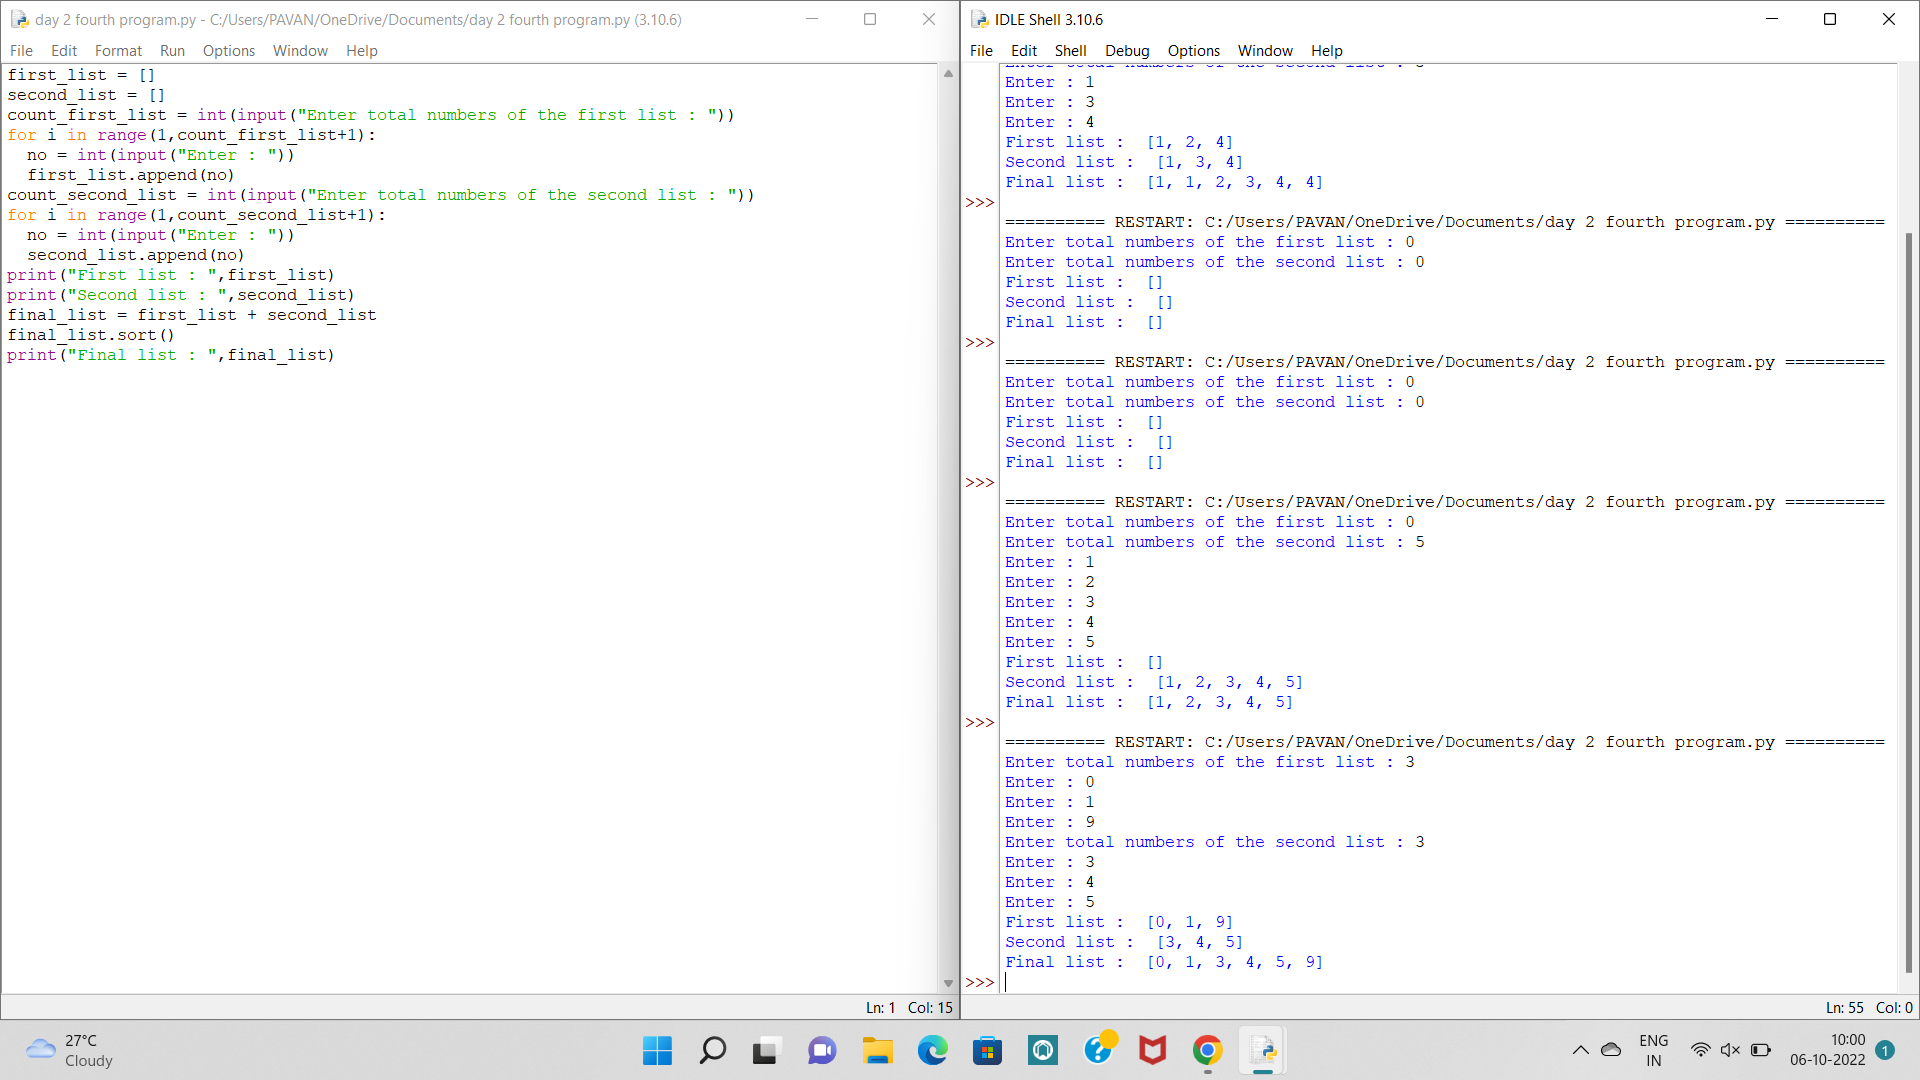 day 2 fourth program.py - C:/Users/PAVAN/OneDrive/Documents/day 2 fourth program.py (3.10.6)
File Edit Format Run Options Window Help
first_list = []
second_list = []
count_first_list = int(input("Enter total numbers of the first list : "))
for i in range(1,count_first_list+1):
  no = int(input("Enter : "))
  first_list.append(no)
count_second_list = int(input("Enter total numbers of the second list : "))
for i in range(1,count_second_list+1):
  no = int(input("Enter : "))
  second_list.append(no)
print("First list : ",first_list)
print("Second list : ",second_list)
final_list = first_list + second_list
final_list.sort()
print("Final list : ",final_list)
Ln: 1 Col: 15
IDLE Shell 3.10.6
File Edit Shell Debug Options Window Help
Enter total numbers of the second list :
Enter : 1
Enter : 3
Enter : 4
First list :  [1, 2, 4]
Second list :  [1, 3, 4]
Final list :  [1, 1, 2, 3, 4, 4]
>>>
========== RESTART: C:/Users/PAVAN/OneDrive/Documents/day 2 fourth program.py ==========
Enter total numbers of the first list : 0
Enter total numbers of the second list : 0
First list :  []
Second list :  []
Final list :  []
>>>
========== RESTART: C:/Users/PAVAN/OneDrive/Documents/day 2 fourth program.py ==========
Enter total numbers of the first list : 0
Enter total numbers of the second list : 0
First list :  []
Second list :  []
Final list :  []
>>>
========== RESTART: C:/Users/PAVAN/OneDrive/Documents/day 2 fourth program.py ==========
Enter total numbers of the first list : 0
Enter total numbers of the second list : 5
Enter : 1
Enter : 2
Enter : 3
Enter : 4
Enter : 5
First list :  []
Second list :  [1, 2, 3, 4, 5]
Final list :  [1, 2, 3, 4, 5]
>>>
========== RESTART: C:/Users/PAVAN/OneDrive/Documents/day 2 fourth program.py ==========
Enter total numbers of the first list : 3
Enter : 0
Enter : 1
Enter : 9
Enter total numbers of the second list : 3
Enter : 3
Enter : 4
Enter : 5
First list :  [0, 1, 9]
Second list :  [3, 4, 5]
Final list :  [0, 1, 3, 4, 5, 9]
>>>
Ln: 55 Col: 0
27°C
Cloudy
ENG
IN
10:00
06-10-2022
1